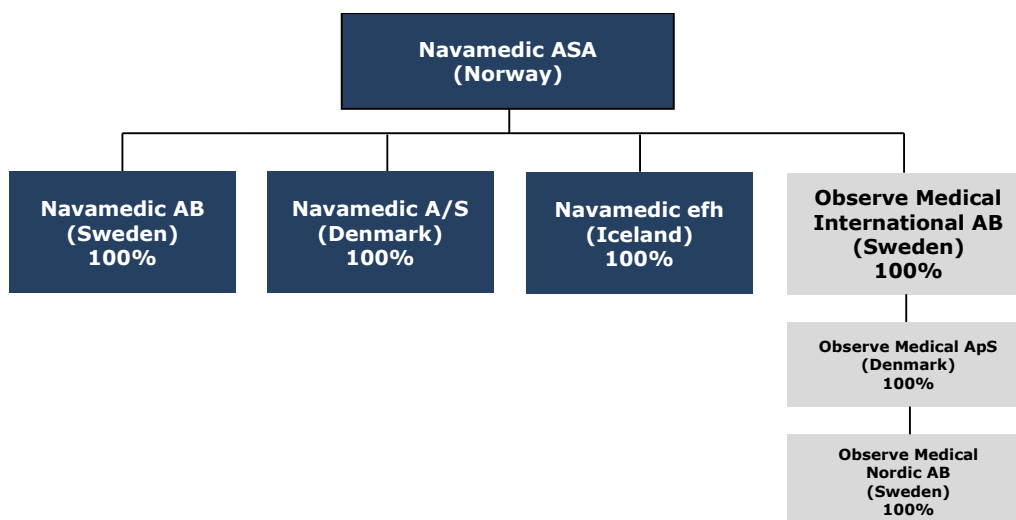 Navamedic ASA
(Norway)
Navamedic AB
(Sweden)
100%
Navamedic A/S
(Denmark)
100%
Navamedic efh
(Iceland)
100%
Observe Medical
International AB
(Sweden)
100%
Observe Medical ApS
(Denmark)
100%
Observe Medical
Nordic AB
(Sweden)
100%